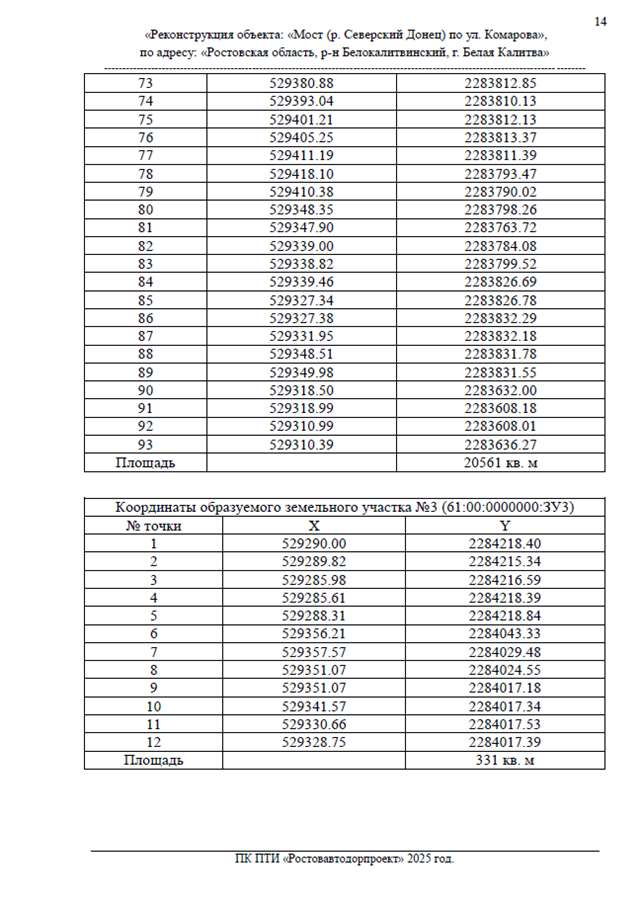 14
«Реконструкция объекта: «Мост (р. Северский Донец) по ул. Комарова»,
по адресу: «Ростовская область, р-н Белокалитвинский, г. Белая Калитва»
73 529380.88 2283812.85
74 529393.04 2283810.13
75 529401.21 2283812.13
76 529405.25 2283813.37
77 529411.19 2283811.39
78 529418.10 2283793.47
79 529410.38 2283790.02
80 529348.35 2283798.26
81 529347.90 2283763.72
82 529339.00 2283784.08
83 529338.82 2283799.52
84 529339.46 2283826.69
85 529327.34 2283826.78
86 529327.38 2283832.29
87 529331.95 2283832.18
88 529348.51 2283831.78
89 529349.98 2283831.55
90 529318.50 2283632.00
91 529318.99 2283608.18
92 529310.99 2283608.01
93 529310.39 2283636.27
Площадь 20561 кв. м
Координаты образуемого земельного участка №3 (61:00:0000000:ЗУ3)
№ точки X Y
1 529290.00 2284218.40
2 529289.82 2284215.34
3 529285.98 2284216.59
4 529285.61 2284218.39
5 529288.31 2284218.84
6 529356.21 2284043.33
7 529357.57 2284029.48
8 529351.07 2284024.55
9 529351.07 2284017.18
10 529341.57 2284017.34
11 529330.66 2284017.53
12 529328.75 2284017.39
Площадь 331 кв. м
ПК ПТИ «Ростовавтодорпроект» 2025 год.